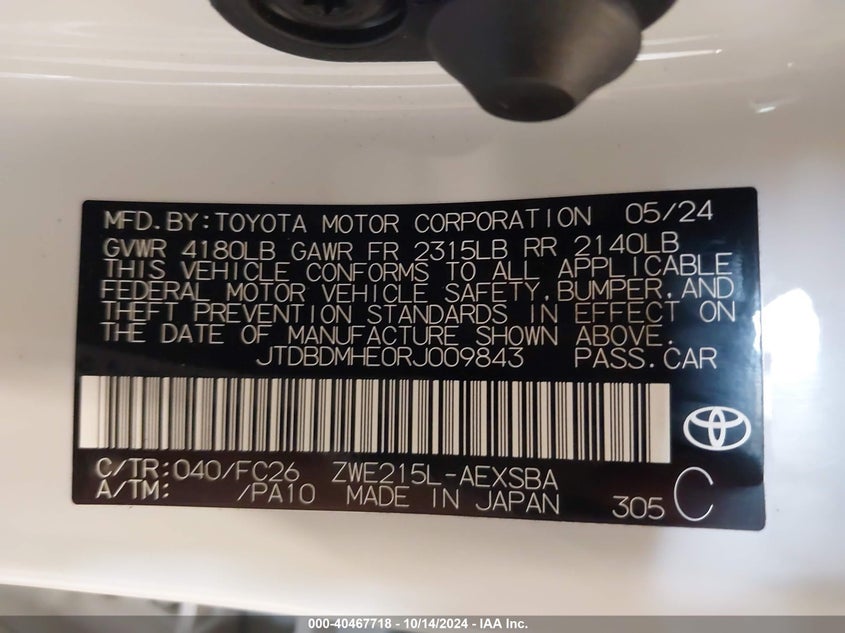 MFD.BY:TOYOTA MOTOR CORPORATION 05/24
GVWR 4180LB GAWR FR 2315LB RR 2140LB
THIS VEHICLE CONFORMS TO ALL APPLICABLE
FEDERAL MOTOR VEHICLE SAFETY,BUMPER,AND
THEFT PREVENTION STANDARDS IN EFFECT ON
THE DATE OF MANUFACTURE SHOWN ABOVE.
JTDBDMHE0RJ009843 PASS.CAR
C/TR:040/FC26 ZWE215L-AEXSBA
A/TM: /PA10 MADE IN JAPAN 305 C
000-40467718 - 10/14/2024 - IAA Inc.